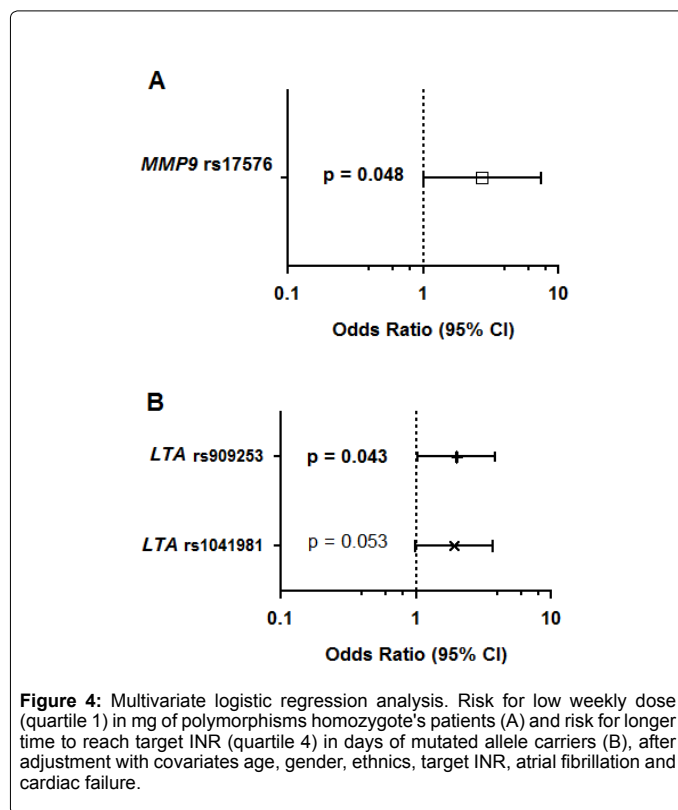 A
MMP9 rs17576
p = 0.048
0.1 1 10
Odds Ratio (95% CI)
B
LTA rs909253
p = 0.043
LTA rs1041981
p = 0.053
0.1 1 10
Odds Ratio (95% CI)
Figure 4: Multivariate logistic regression analysis. Risk for low weekly dose
(quartile 1) in mg of polymorphisms homozygote's patients (A) and risk for longer
time to reach target INR (quartile 4) in days of mutated allele carriers (B), after
adjustment with covariates age, gender, ethnics, target INR, atrial fibrillation and
cardiac failure.